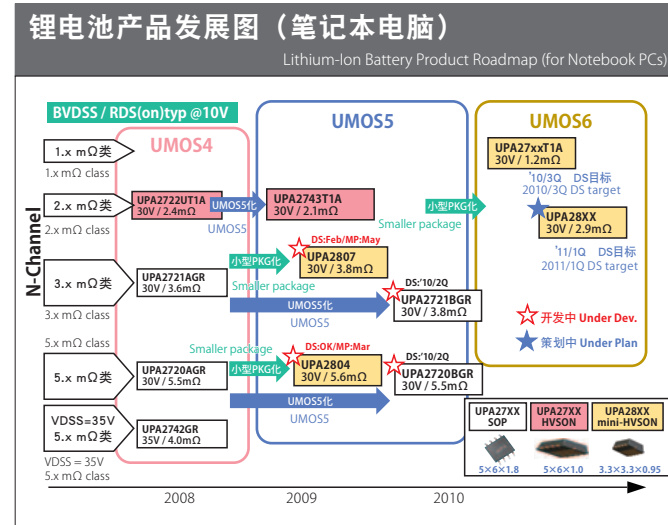 锂电池产品发展图（笔记本电脑）
Lithium-Ion Battery Product Roadmap (for Notebook PCs)
BVDSS / RDS(on)typ @10V
UMOS4
UMOS5
UMOS6
N-Channel
1.x mΩ类
1.x mΩ class
2.x mΩ类
2.x mΩ class
3.x mΩ类
3.x mΩ class
5.x mΩ class
5.x mΩ类
VDSS=35V
5.x mΩ类
VDSS = 35V
5.x mΩ class
UPA2722UT1A
30V / 2.4mΩ
UMOS5化
UMOS5
UPA2743T1A
30V / 2.1mΩ
小型PKG化
Smaller package
UPA27xxT1A
30V / 1.2mΩ
'10/3Q DS目标
2010/3Q DS target
UPA28XX
30V / 2.9mΩ
'11/1Q DS目标
2011/1Q DS target
UPA2721AGR
30V / 3.6mΩ
小型PKG化
Smaller package
DS:Feb/MP:May
UPA2807
30V / 3.8mΩ
UMOS5化
UMOS5
DS:'10/2Q
UPA2721BGR
30V / 3.8mΩ
开发中 Under Dev.
策划中 Under Plan
UPA2720AGR
30V / 5.5mΩ
Smaller package
小型PKG化
DS:OK/MP:Mar
UPA2804
30V / 5.6mΩ
UMOS5化
UMOS5
DS:'10/2Q
UPA2720BGR
30V / 5.5mΩ
UPA2742GR
35V / 4.0mΩ
UPA27XX
SOP
5×6×1.8
UPA27XX
HVSON
5×6×1.0
UPA28XX
mini-HVSON
3.3×3.3×0.95
2008
2009
2010